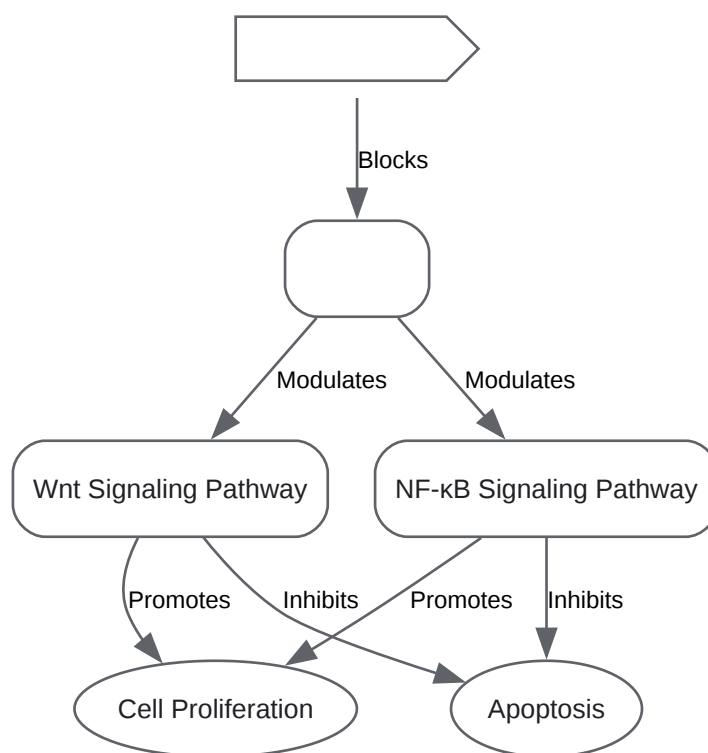 Blocks
Modulates
Modulates
Wnt Signaling Pathway
NF-κB Signaling Pathway
Promotes
Inhibits
Promotes
Inhibits
Cell Proliferation
Apoptosis